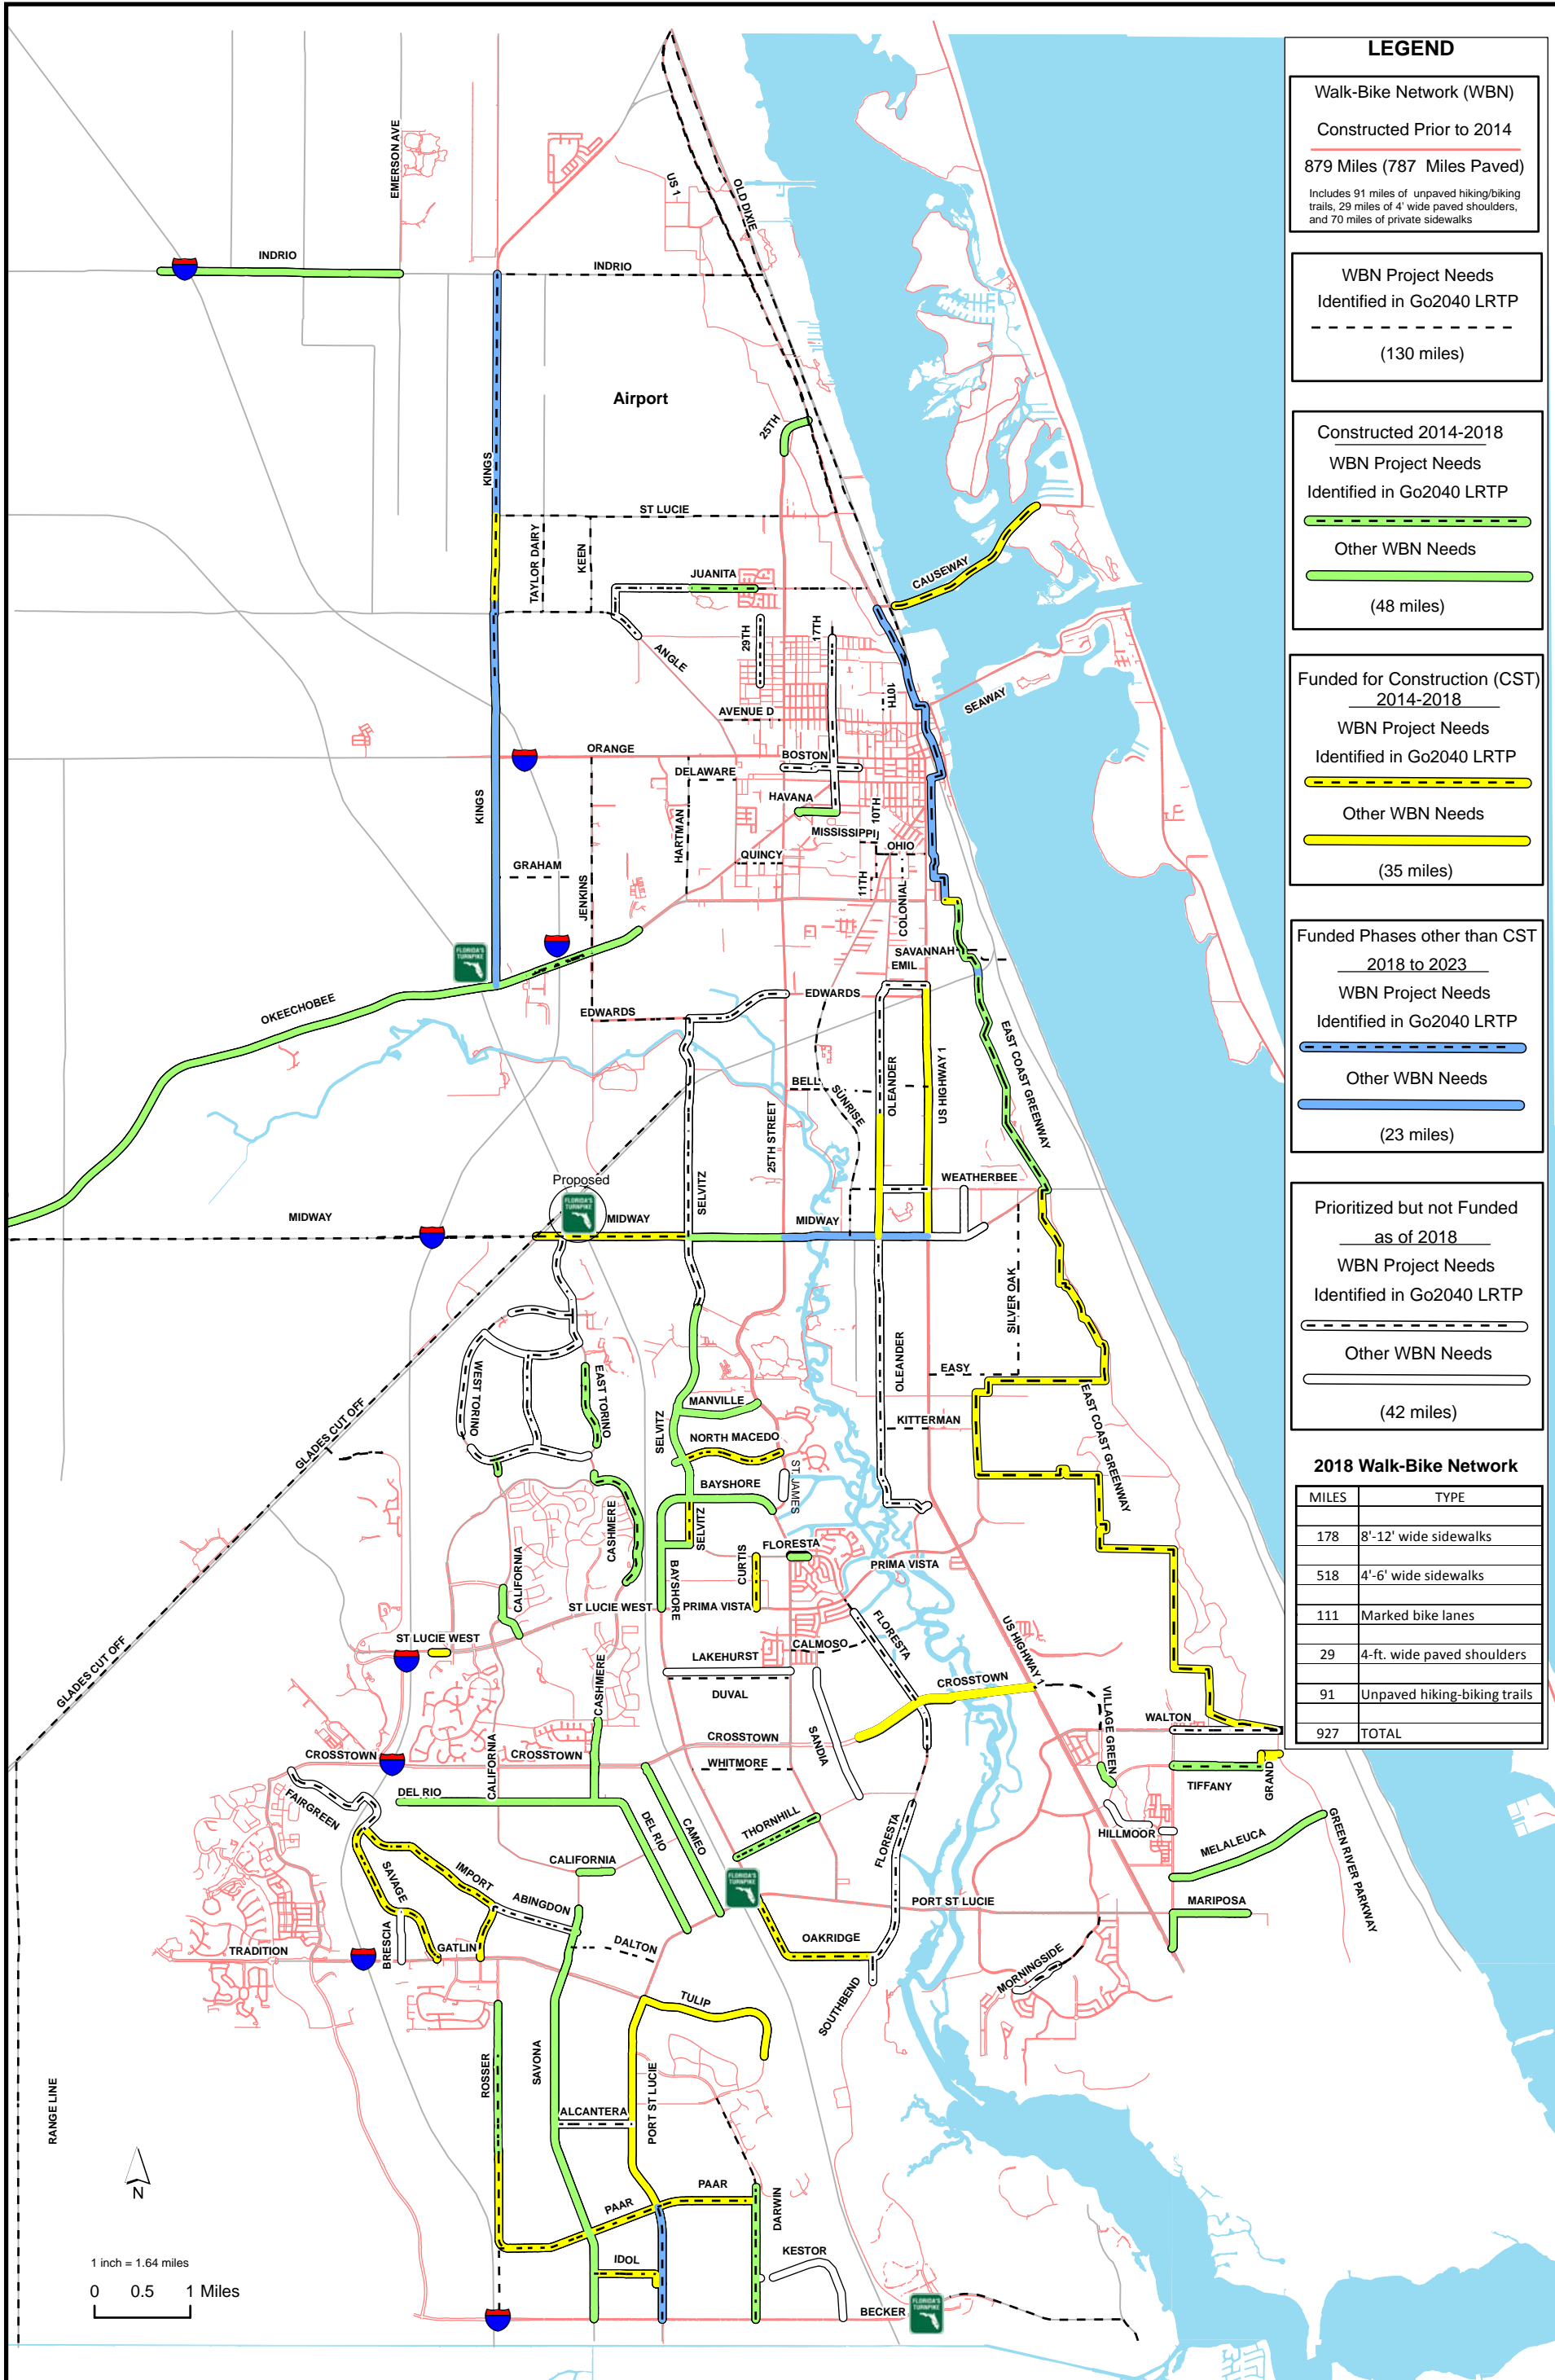 LEGEND
Walk-Bike Network (WBN)
Constructed Prior to 2014
879 Miles (787 Miles Paved)
Includes 91 miles of unpaved hiking/biking
trails, 29 miles of 4' wide paved shoulders,
and 70 miles of private sidewalks
WBN Project Needs
Identified in Go2040 LRTP
(130 miles)
Constructed 2014-2018
WBN Project Needs
Identified in Go2040 LRTP
Other WBN Needs
(48 miles)
Funded for Construction (CST)
2014-2018
WBN Project Needs
Identified in Go2040 LRTP
Other WBN Needs
(35 miles)
Funded Phases other than CST
2018 to 2023
WBN Project Needs
Identified in Go2040 LRTP
Other WBN Needs
(23 miles)
Prioritized but not Funded
as of 2018
WBN Project Needs
Identified in Go2040 LRTP
Other WBN Needs
(42 miles)
2018 Walk-Bike Network
MILES TYPE
178 8'-12' wide sidewalks
518 4'-6' wide sidewalks
111 Marked bike lanes
29 4-ft. wide paved shoulders
91 Unpaved hiking-biking trails
927 TOTAL
EMERSON AVE
US 1
OLD DIXIE
INDRIO
INDRIO
Airport
25TH
KINGS
ST LUCIE
TAYLOR DAIRY
KEEN
JUANITA
CAUSEWAY
29TH
17TH
ANGLE
10TH
SEAWAY
AVENUE D
ORANGE
BOSTON
DELAWARE
HAVANA
KINGS
HARTMAN
10TH
MISSISSIPPI
OHIO
QUINCY
GRAHAM
11TH
JENKINS
COLONIAL
FLORIDA'S
TURNPIKE
SAVANNAH
EMIL
OKEECHOBEE
EDWARDS
EDWARDS
EAST COAST GREENWAY
OLEANDER
US HIGHWAY 1
BELL
SUNRISE
25TH STREET
SELVITZ
Proposed
FLORIDA'S
TURNPIKE
WEATHERBEE
MIDWAY
MIDWAY
MIDWAY
SILVER OAK
OLEANDER
EASY
WEST TORINO
EAST TORINO
EAST COAST GREENWAY
MANVILLE
KITTERMAN
SELVITZ
NORTH MACEDO
GLADES CUT OFF
ST. JAMES
BAYSHORE
CASHMERE
SELVITZ
FLORESTA
CALIFORNIA
BAYSHORE
CURTIS
PRIMA VISTA
ST LUCIE WEST
PRIMA VISTA
FLORESTA
US HIGHWAY 1
ST LUCIE WEST
CALMOSO
GLADES CUT OFF
LAKEHURST
DUVAL
CROSSTOWN
CASHMERE
VILLAGE GREEN
WALTON
CROSSTOWN
SANDIA
CROSSTOWN
CROSSTOWN
WHITMORE
CALIFORNIA
TIFFANY
GRAND
FAIRGREEN
DEL RIO
DEL RIO
CAMEO
THORNHILL
FLORESTA
HILLMOOR
MELALEUCA
GREEN RIVER PARKWAY
CALIFORNIA
IMPORT
SAVAGE
ABINGDON
FLORIDA'S
TURNPIKE
PORT ST LUCIE
MARIPOSA
BRESCIA
GATLIN
DALTON
OAKRIDGE
TRADITION
MORNINGSIDE
SOUTHBEND
TULIP
ROSSER
SAVONA
PORT ST LUCIE
ALCANTERA
RANGE LINE
PAAR
PAAR
DARWIN
N
IDOL
KESTOR
1 inch = 1.64 miles
0 0.5 1 Miles
BECKER
FLORIDA'S
TURNPIKE